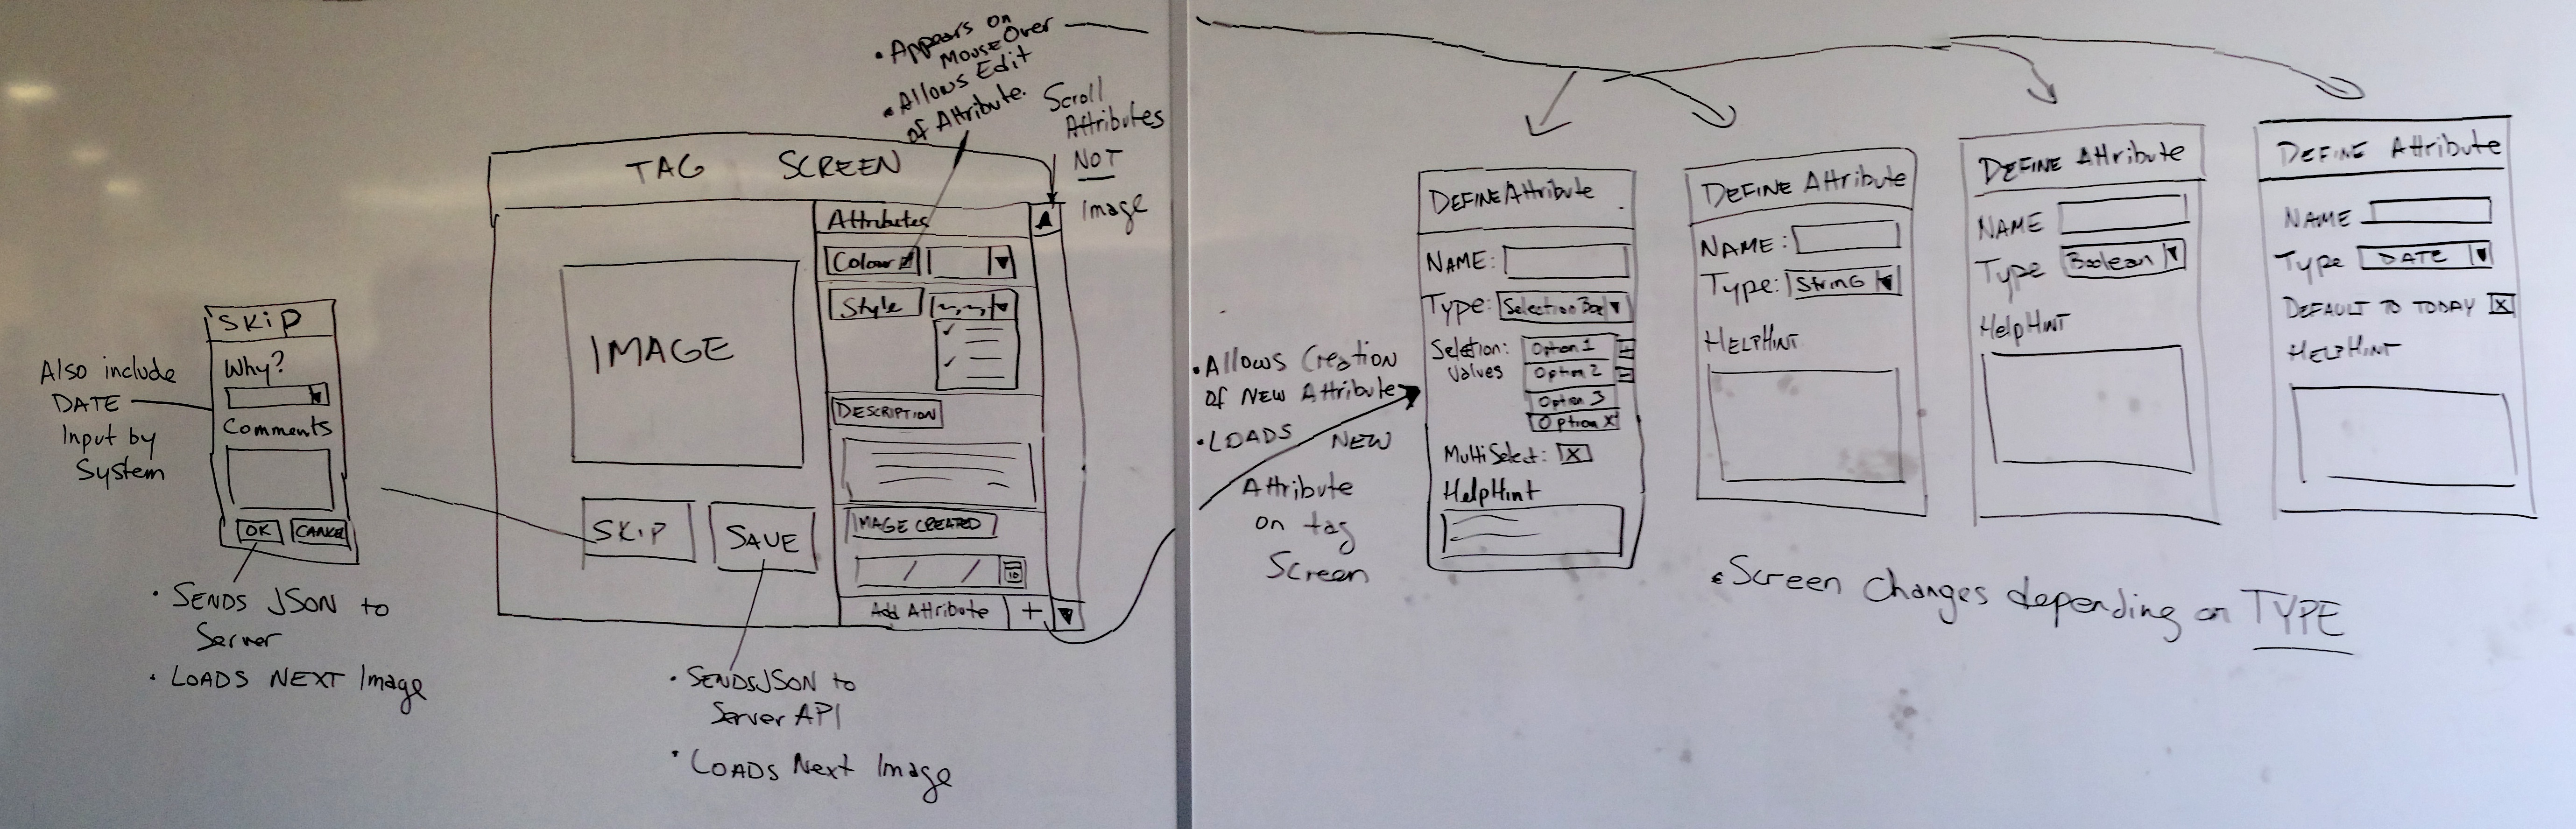 • Appears on
MouseOver
• Allows Edit
of Attribute.
Scroll
Attributes
NOT
Image
TAG SCREEN
Attributes
Colour
Style
IMAGE
DESCRIPTION
IMAGE CREATED
/ /
10
Add Attribute +
SKIP
SAVE
SKIP
Why?
Comments
OK CANCEL
Also include
DATE
Input by
System
• SENDS JSON to
Server
• LOADS NEXT Image
• SENDS JSON to
Server API
• LOADS Next Image
• Allows Creation
of NEW Attribute
• LOADS NEW
Attribute
on tag
Screen
DEFINE Attribute
NAME:
Type: Selection Box
Seletion:
Values
Option 1
Option 2
Option 3
Option X
MultiSelect: X
HelpHint
DEFINE Attribute
NAME:
Type: StrinG
HELPHINT
DEFINE Attribute
NAME
Type Boolean
HelpHINT
DEFINE Attribute
NAME
Type DATE
DEFAULT TO TODAY X
HELPHINT
• Screen changes depending on TYPE